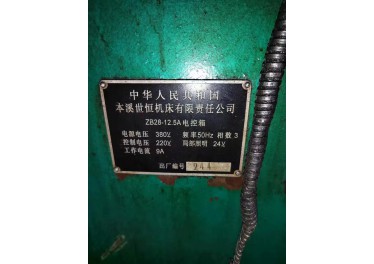 中华人民共和国
本溪世恒机床有限责任公司
ZB28-12.5A电控箱
电源电压 380V 频率50Hz 相数 3
控制电压 220V 局部照明 24V
工作电流 9A
出厂编号 244